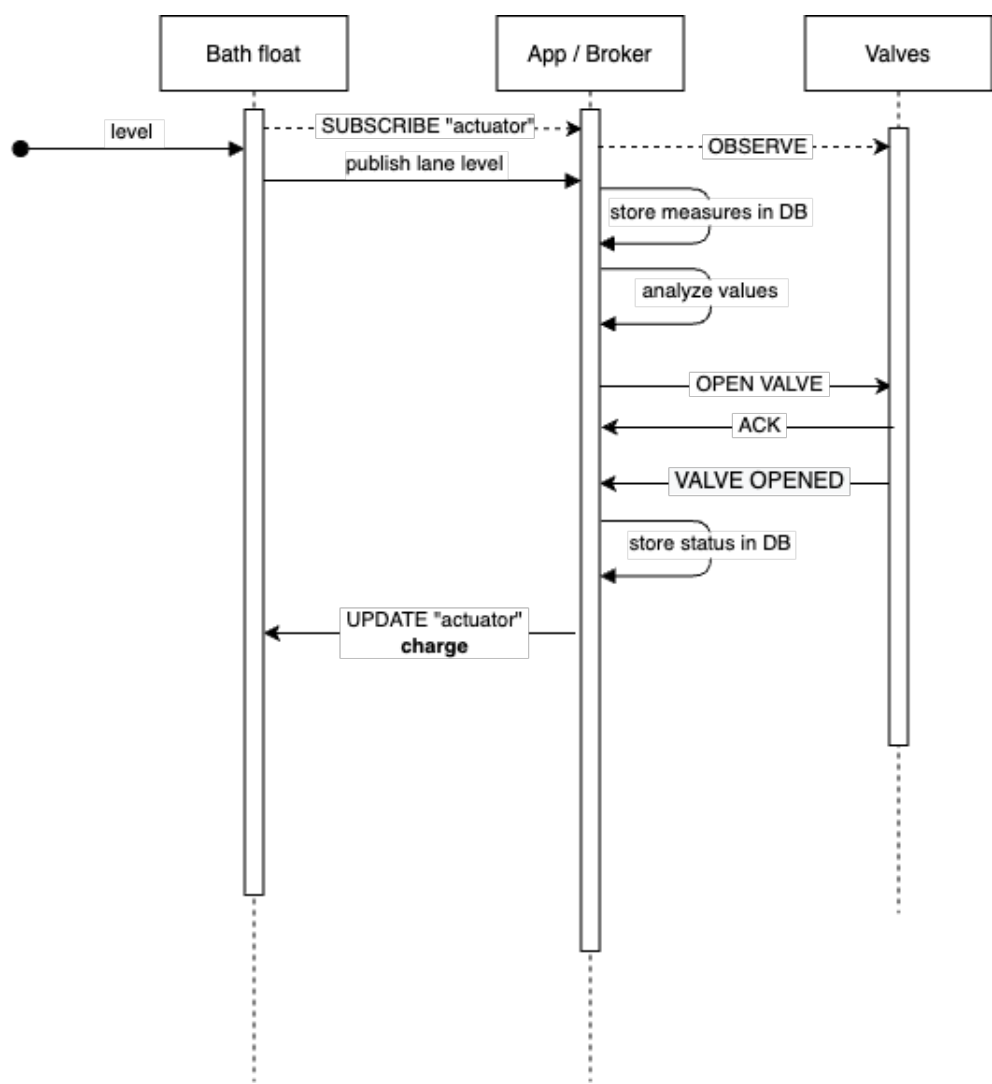 Bath float
App / Broker
Valves
level
SUBSCRIBE "actuator"
OBSERVE
publish lane level
store measures in DB
analyze values
OPEN VALVE
ACK
VALVE OPENED
store status in DB
UPDATE "actuator"
charge